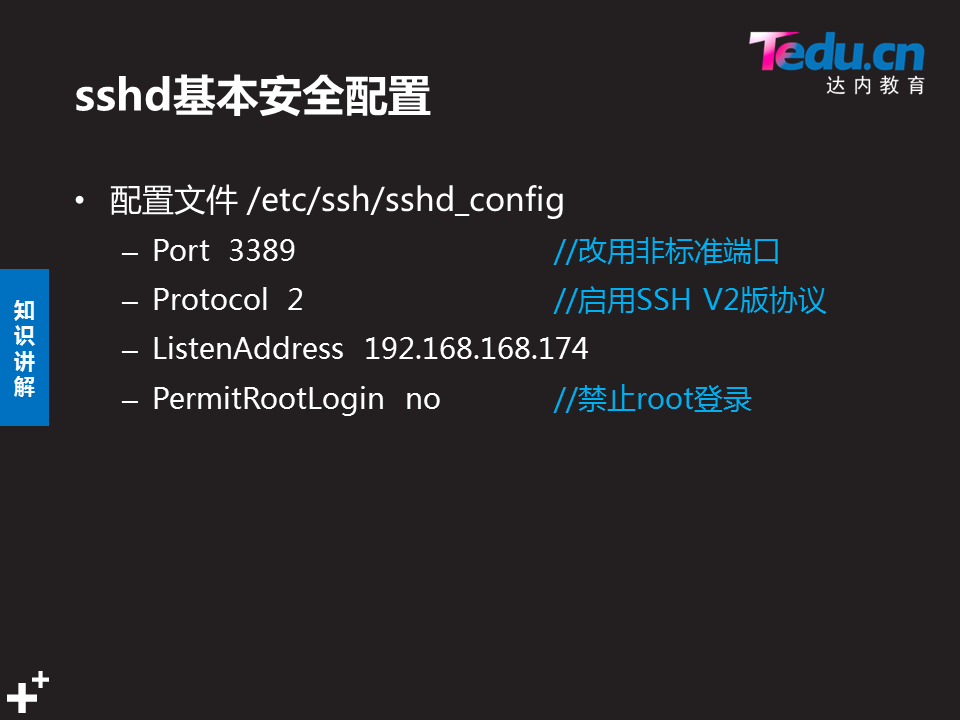 Tedu.cn
达内教育
sshd基本安全配置
• 配置文件 /etc/ssh/sshd_config
– Port 3389 //改用非标准端口
– Protocol 2 //启用SSH V2版协议
– ListenAddress 192.168.168.174
– PermitRootLogin no //禁止root登录
知
识
讲
解